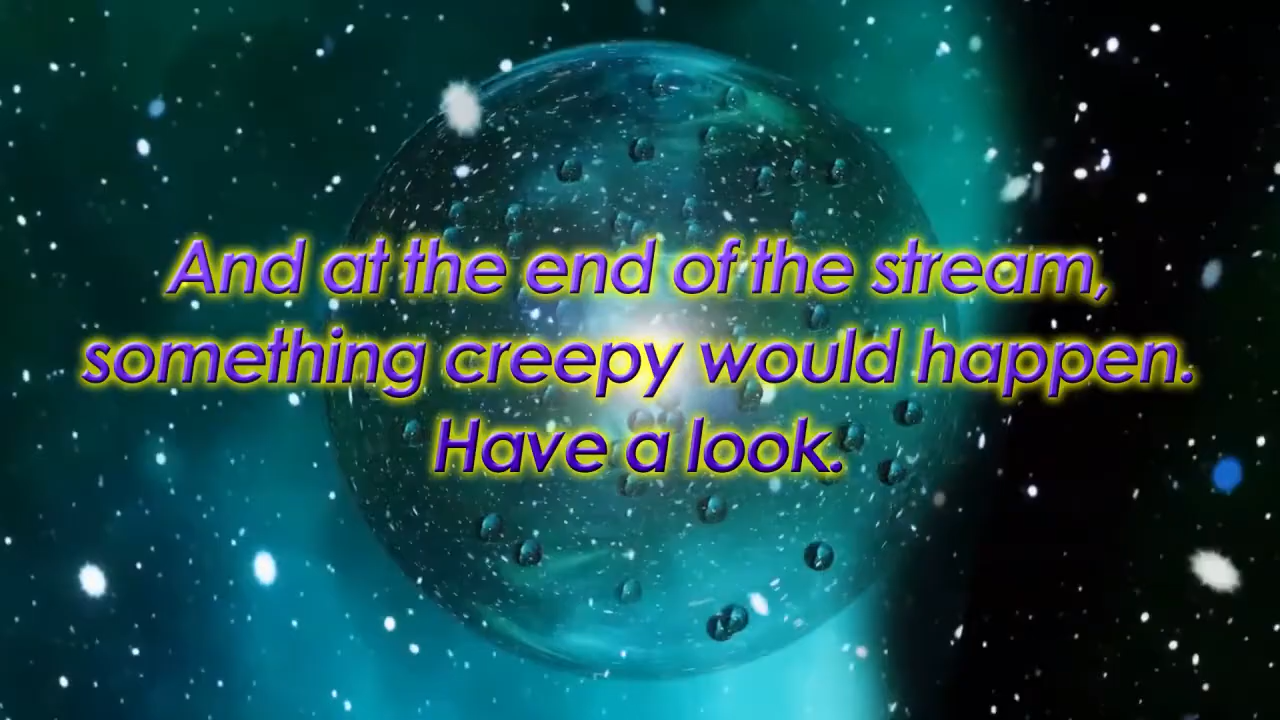 And at the end of the stream,
something creepy would happen.
Have a look.